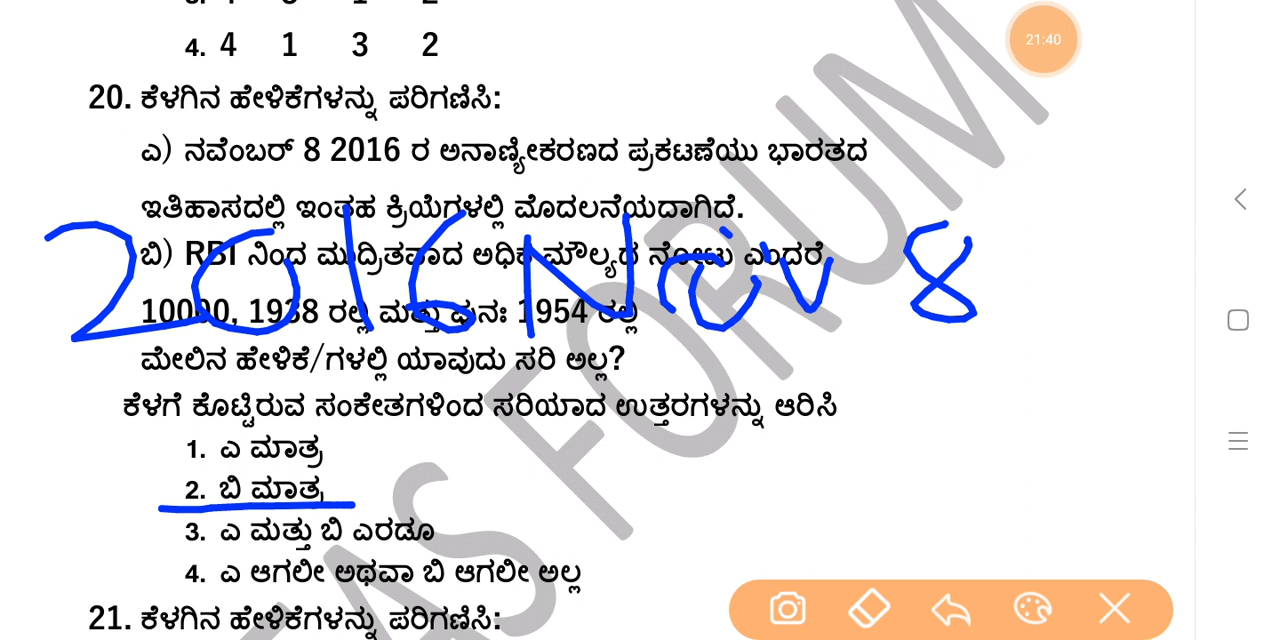 4. 4 1 3 2
21:40
20. ಕೆಳಗಿನ ಹೇಳಿಕೆಗಳನ್ನು ಪರಿಗಣಿಸಿ:
ಎ) ನವೆಂಬರ್ 8 2016 ರ ಅನಾಣ್ಯೀಕರಣದ ಪ್ರಕಟಣೆಯು ಭಾರತದ
ಇತಿಹಾಸದಲ್ಲಿ ಇಂತಹ ಕ್ರಿಯೆಗಳಲ್ಲಿ ಮೊದಲನೆಯದಾಗಿದೆ.
2016 Nov 8
ಬಿ) RBI ನಿಂದ ಮುದ್ರಿತವಾದ ಅಧಿಕ ಮೌಲ್ಯದ ನೋಟು ಎಂದರೆ
10000, 1938 ರಲ್ಲಿ ಮತ್ತು ಪುನಃ 1954 ರಲ್ಲಿ
ಮೇಲಿನ ಹೇಳಿಕೆ/ಗಳಲ್ಲಿ ಯಾವುದು ಸರಿ ಅಲ್ಲ?
ಕೆಳಗೆ ಕೊಟ್ಟಿರುವ ಸಂಕೇತಗಳಿಂದ ಸರಿಯಾದ ಉತ್ತರಗಳನ್ನು ಆರಿಸಿ
1. ಎ ಮಾತ್ರ
2. ಬಿ ಮಾತ್ರ
3. ಎ ಮತ್ತು ಬಿ ಎರಡೂ
4. ಎ ಆಗಲೀ ಅಥವಾ ಬಿ ಆಗಲೀ ಅಲ್ಲ
21. ಕೆಳಗಿನ ಹೇಳಿಕೆಗಳನ್ನು ಪರಿಗಣಿಸಿ:
FORUM